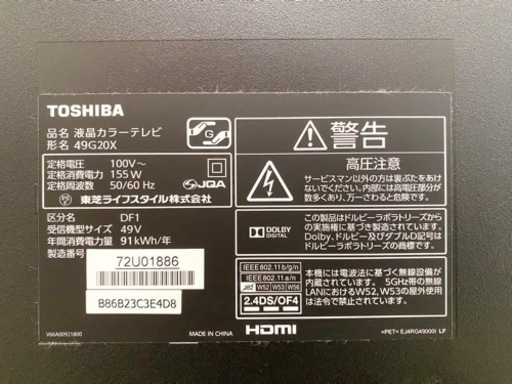 TOSHIBA
品名 液晶カラーテレビ
形名 49G20X
定格電圧 100V～
定格消費電力 155 W
定格周波数 50/60 Hz
JQA
東芝ライフスタイル株式会社
区分名 DF1
受信機型サイズ 49V
年間消費電力量 91kWh/年
製造番号
72U01886
B86B23C3E4D8
V66A00921800
MADE IN CHINA
G
警告
高圧注意
サービスマン以外の方は裏ぶたをあけ
ないでください。内部には高電圧部分が
数多くあり、万一さわると危険です。
DOLBY
DIGITAL
この製品はドルビーラボラトリーズから
の実施権に基づき製造されています。
Dolby、ドルビー及びダブルD記号はド
ルビーラボラトリーズの商標です。
IEEE802.11b/g/n
IEEE802.11a/n
J52 W52 W53 W56
2.4DS/OF4
本機には電波法に基づく無線設備が
内蔵されています。5GHz帯の無線
LANにおけるW52、W53の屋外使用
は法令で禁止されています。
HDMI
>PET< EJ4RG49000I LF